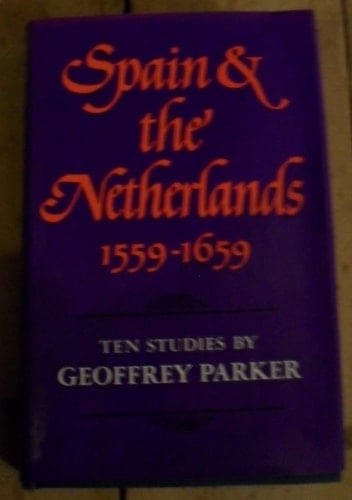 Spain &
the
Netherlands
1559-1659
TEN STUDIES BY
GEOFFREY PARKER